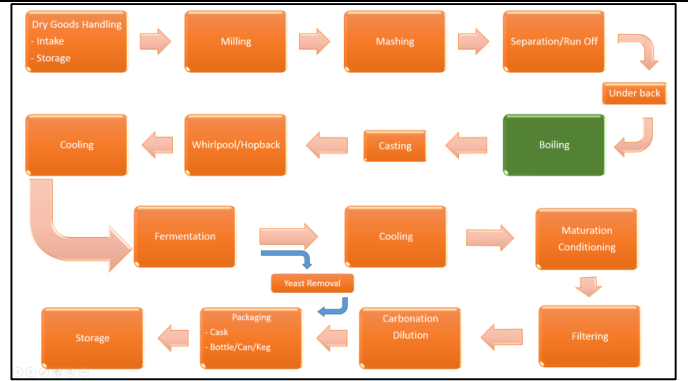 Dry Goods Handling
- Intake
- Storage
Milling
Mashing
Separation/Run Off
Under back
Boiling
Casting
Whirlpool/Hopback
Cooling
Fermentation
Cooling
Maturation
Conditioning
Yeast Removal
Filtering
Carbonation
Dilution
Packaging
- Cask
- Bottle/Can/Keg
Storage